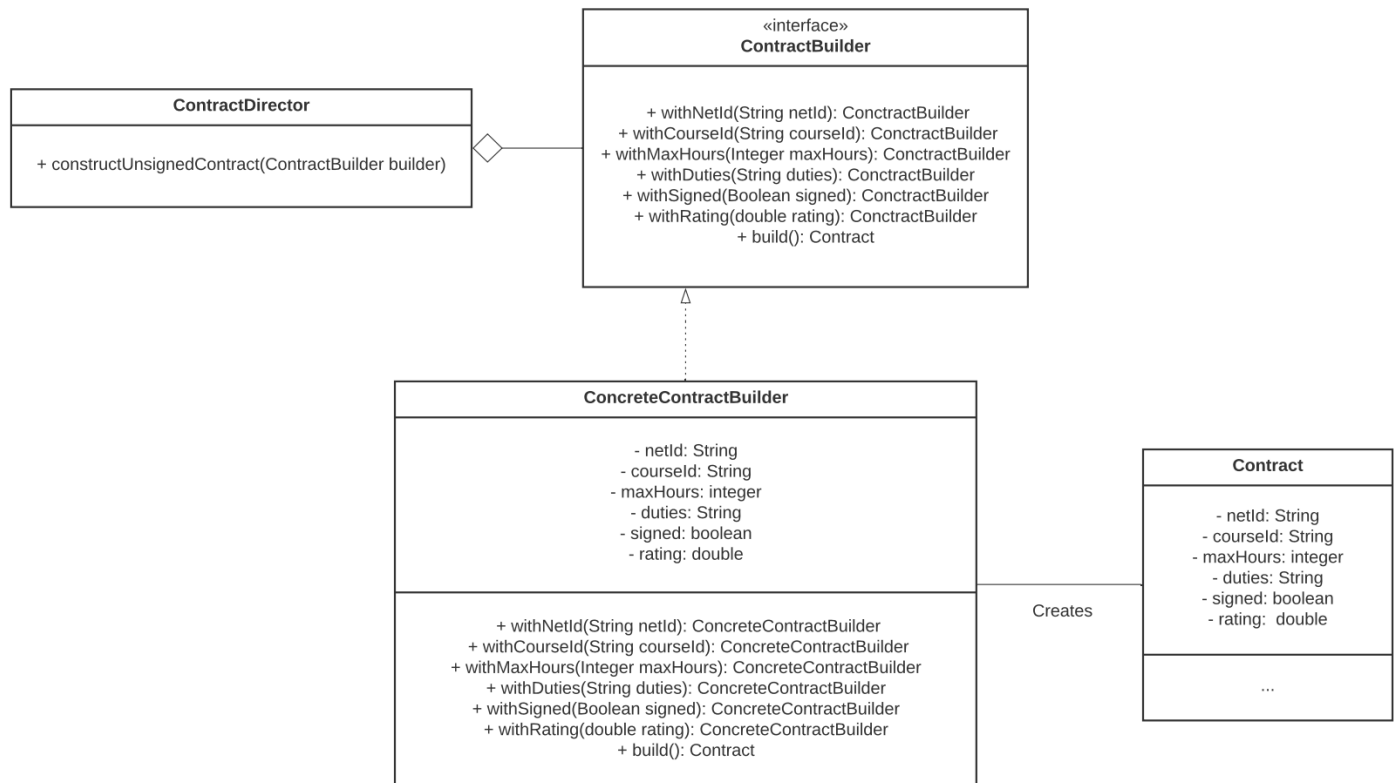 «interface»
ContractBuilder
+ withNetId(String netId): ConctractBuilder
+ withCourseId(String courseId): ConctractBuilder
+ withMaxHours(Integer maxHours): ConctractBuilder
+ withDuties(String duties): ConctractBuilder
+ withSigned(Boolean signed): ConctractBuilder
+ withRating(double rating): ConctractBuilder
+ build(): Contract
ContractDirector
+ constructUnsignedContract(ContractBuilder builder)
ConcreteContractBuilder
- netId: String
- courseId: String
- maxHours: integer
- duties: String
- signed: boolean
- rating: double
+ withNetId(String netId): ConcreteContractBuilder
+ withCourseId(String courseId): ConcreteContractBuilder
+ withMaxHours(Integer maxHours): ConcreteContractBuilder
+ withDuties(String duties): ConcreteContractBuilder
+ withSigned(Boolean signed): ConcreteContractBuilder
+ withRating(double rating): ConcreteContractBuilder
+ build(): Contract
Creates
Contract
- netId: String
- courseId: String
- maxHours: integer
- duties: String
- signed: boolean
- rating: double
...